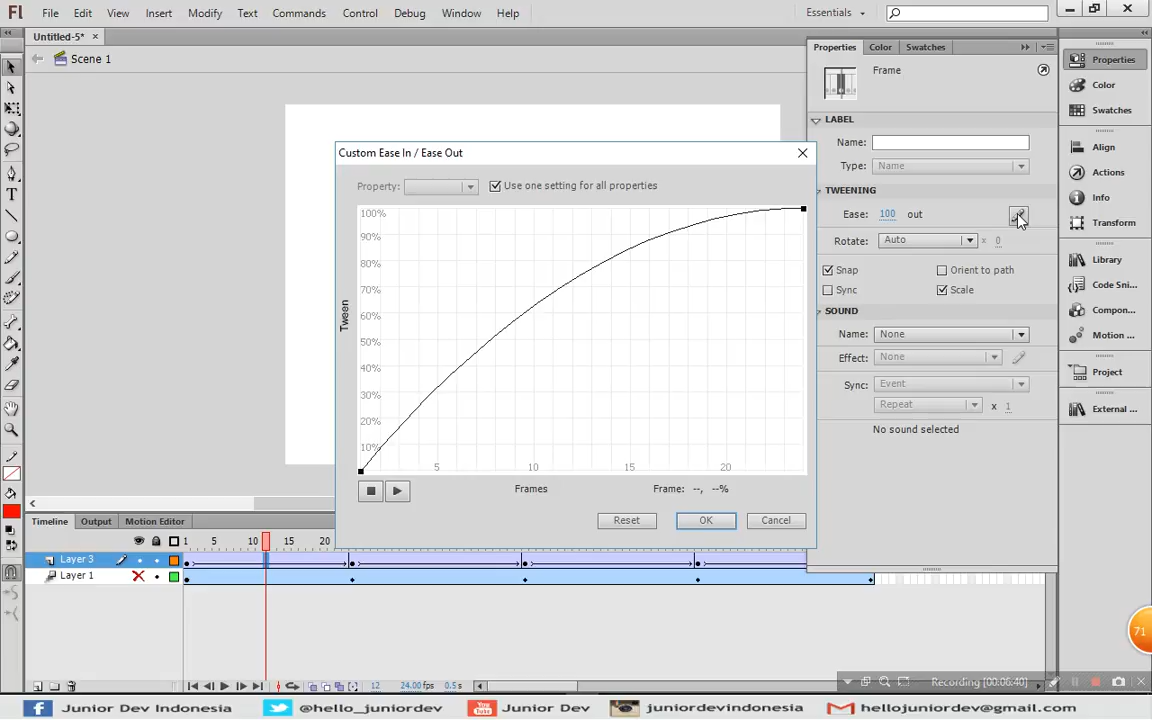 Fl File Edit View Insert Modify Text Commands Control Debug Window Help Essentials
Untitled-5* ×
Scene 1
Properties Color Swatches
Frame
LABEL
Name:
Type: Name
TWEENING
Ease: 100 out
Rotate: Auto x 0
Snap Orient to path
Sync Scale
SOUND
Name: None
Effect: None
Sync: Event
Repeat x 1
No sound selected
Properties
Color
Swatches
Align
Actions
Info
Transform
Library
Code Sni...
Compon...
Motion ...
Project
External ...
Custom Ease In / Ease Out
Property: Use one setting for all properties
100%
90%
80%
70%
60%
50%
40%
30%
20%
10%
Tween
5 10 15 20
Frames Frame: --, --%
Reset OK Cancel
Timeline Output Motion Editor
1 5 10 15 20
Layer 3
Layer 1
12 24.00 fps 0.5 s
71
Recording [00:06:40]
Junior Dev Indonesia @hello_juniordev You Tube Junior Dev juniordevindonesia hellojuniordev@gmail.com